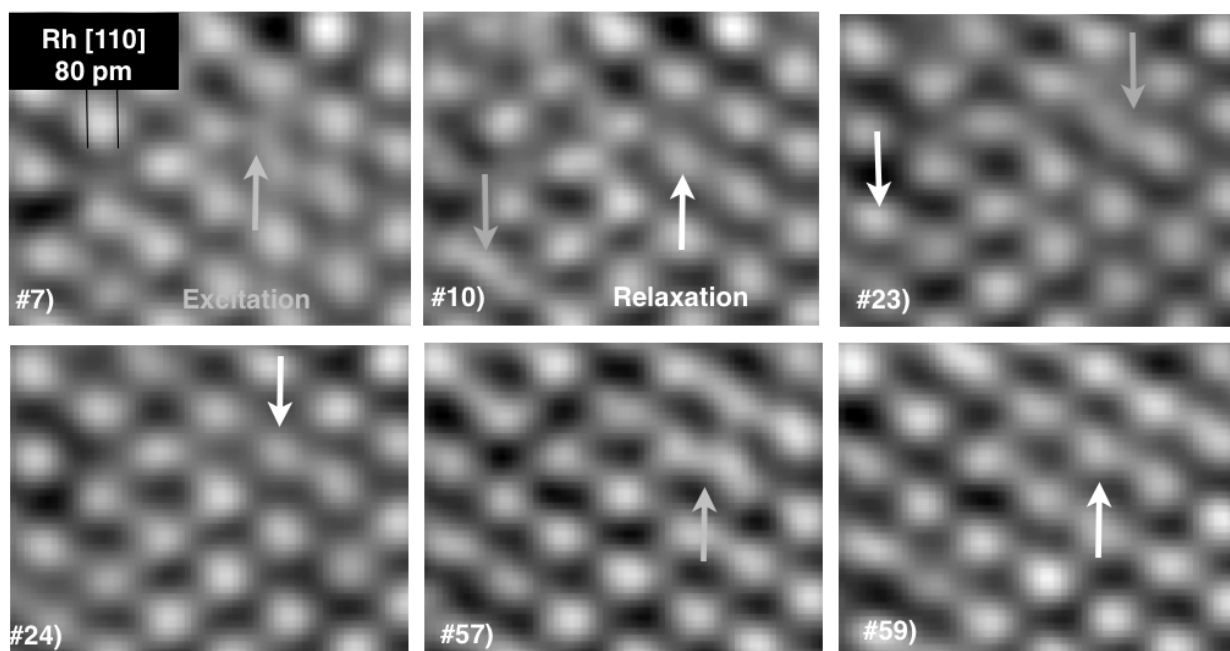 Rh [110]
80 pm
#7)
Excitation
#10)
Relaxation
#23)
#24)
#57)
#59)